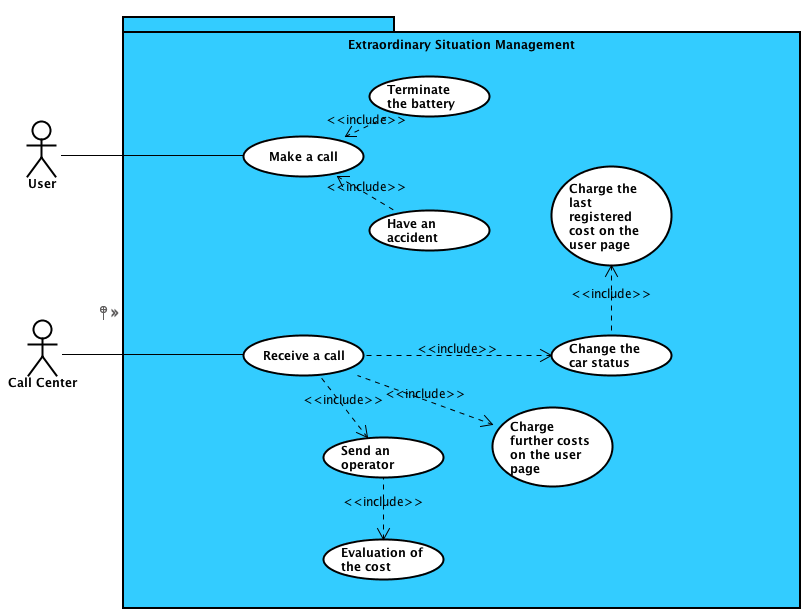 Extraordinary Situation Management
Terminate
the battery
<<include>>
Make a call
User
<<include>>
Have an
accident
Charge the
last
registered
cost on the
user page
<<include>>
Call Center
Receive a call
<<include>>
Change the
car status
<<include>>
<<include>>
Charge
further costs
on the user
page
Send an
operator
<<include>>
Evaluation of
the cost